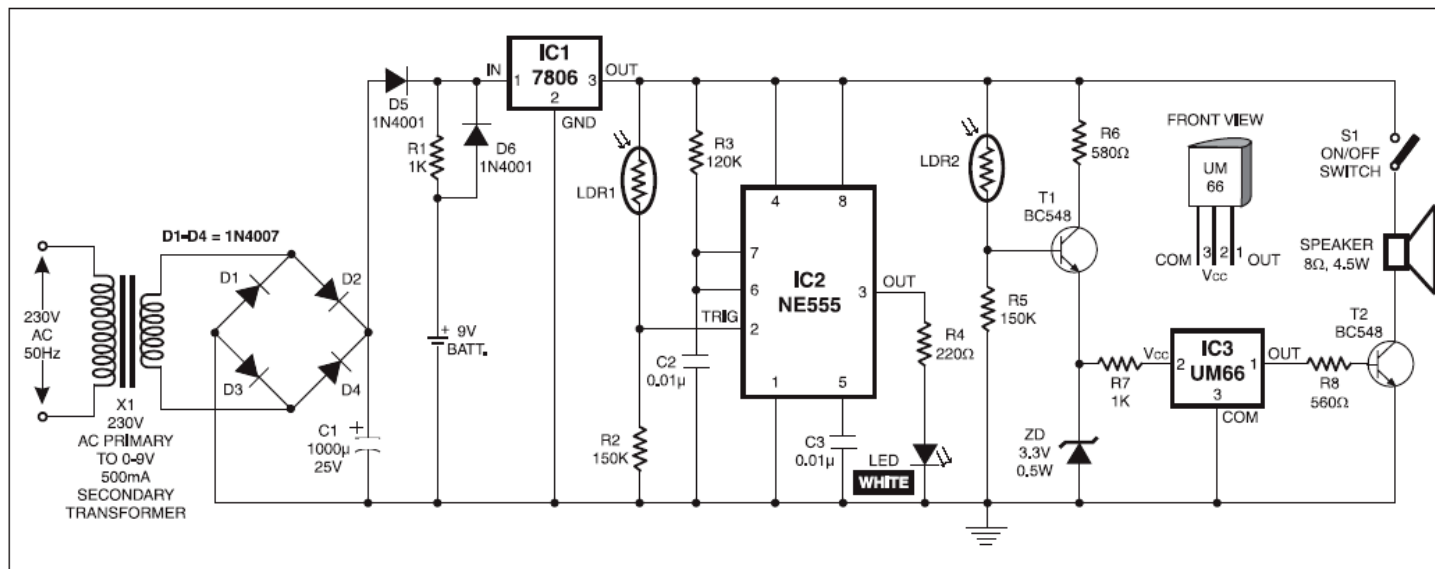 230V
AC
50Hz
X1
230V
AC PRIMARY
TO 0-9V
500mA
SECONDARY
TRANSFORMER
D1-D4 = 1N4007
D1
D2
D3
D4
C1
1000µ
25V
+
D5
1N4001
R1
1K
D6
1N4001
+ 9V
BATT.
IN
IC1
1 7806 3
2
OUT
GND
LDR1
R2
150K
R3
120K
C2
0.01µ
TRIG
4
8
7
6
2
IC2
NE555
3
1
5
OUT
R4
220Ω
C3
0.01µ
LED
WHITE
LDR2
R5
150K
R6
580Ω
T1
BC548
R7
1K
ZD
3.3V
0.5W
FRONT VIEW
UM
66
COM 3 2 1 OUT
Vcc
Vcc
2 IC3 1
UM66
3
OUT
COM
R8
560Ω
S1
ON/OFF
SWITCH
SPEAKER
8Ω, 4.5W
T2
BC548